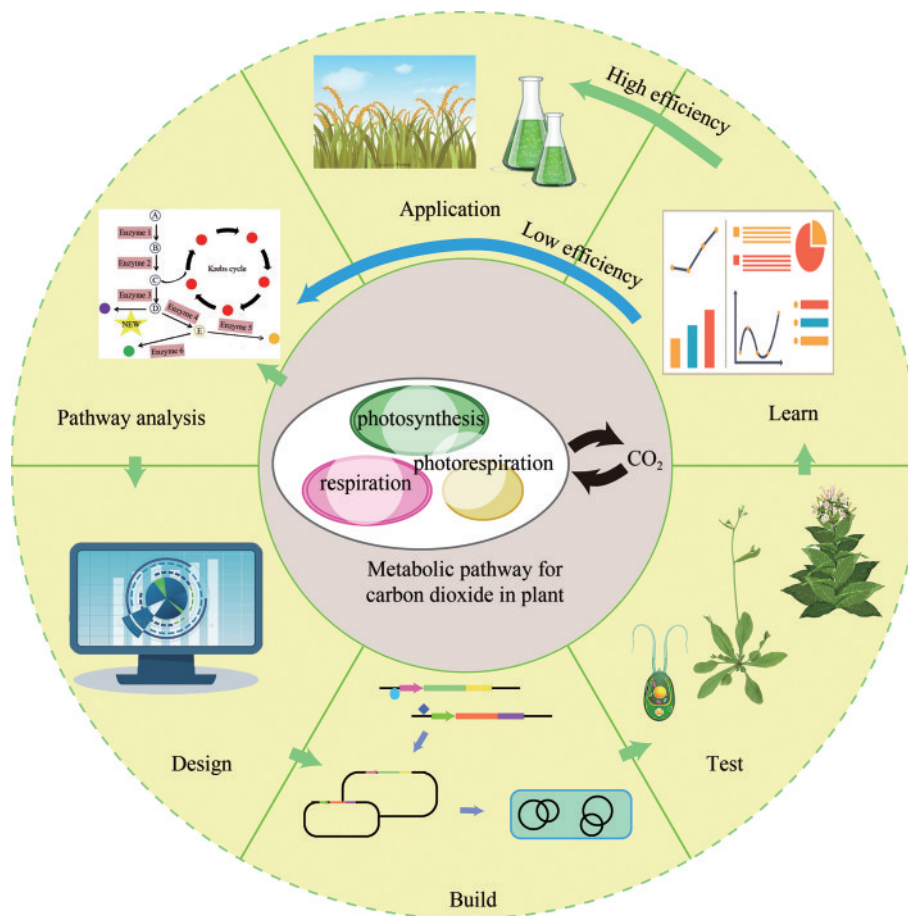 High efficiency
Application
Low efficiency
A
Enzyme 1
B
Enzyme 2
Krebs cycle
C
Enzyme 3
D
Enzyme 4
NEW
E
Enzyme 5
Enzyme 6
Pathway analysis
Learn
photosynthesis
photorespiration
respiration
CO₂
Metabolic pathway for
carbon dioxide in plant
Design
Test
Build